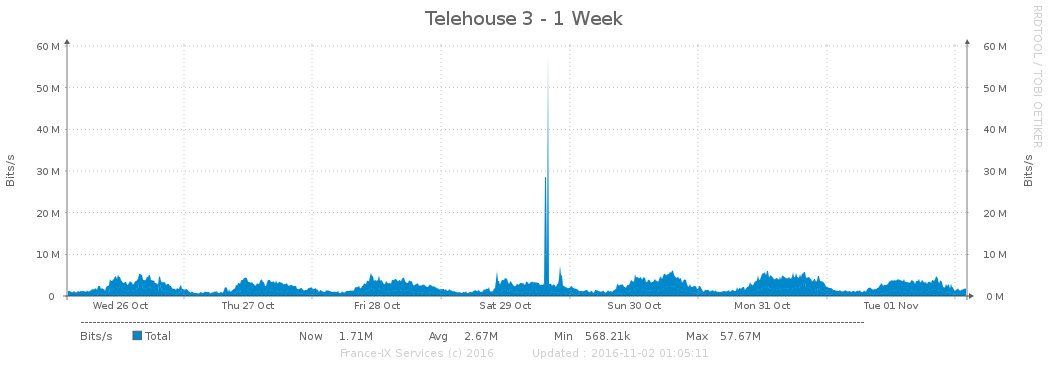 Telehouse 3 - 1 Week
RRDTOOL / TOBI OETIKER
Bits/s
Bits/s
60 M 60 M
50 M 50 M
40 M 40 M
30 M 30 M
20 M 20 M
10 M 10 M
0 0 M
Wed 26 Oct Thu 27 Oct Fri 28 Oct Sat 29 Oct Sun 30 Oct Mon 31 Oct Tue 01 Nov
Bits/s Total Now 1.71M Avg 2.67M Min 568.21k Max 57.67M
France-IX Services (c) 2016 Updated : 2016-11-02 01:05:11